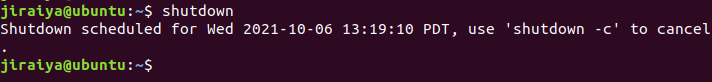 jiraiya@ubuntu:~$ shutdown
Shutdown scheduled for Wed 2021-10-06 13:19:10 PDT, use 'shutdown -c' to cancel
.
jiraiya@ubuntu:~$